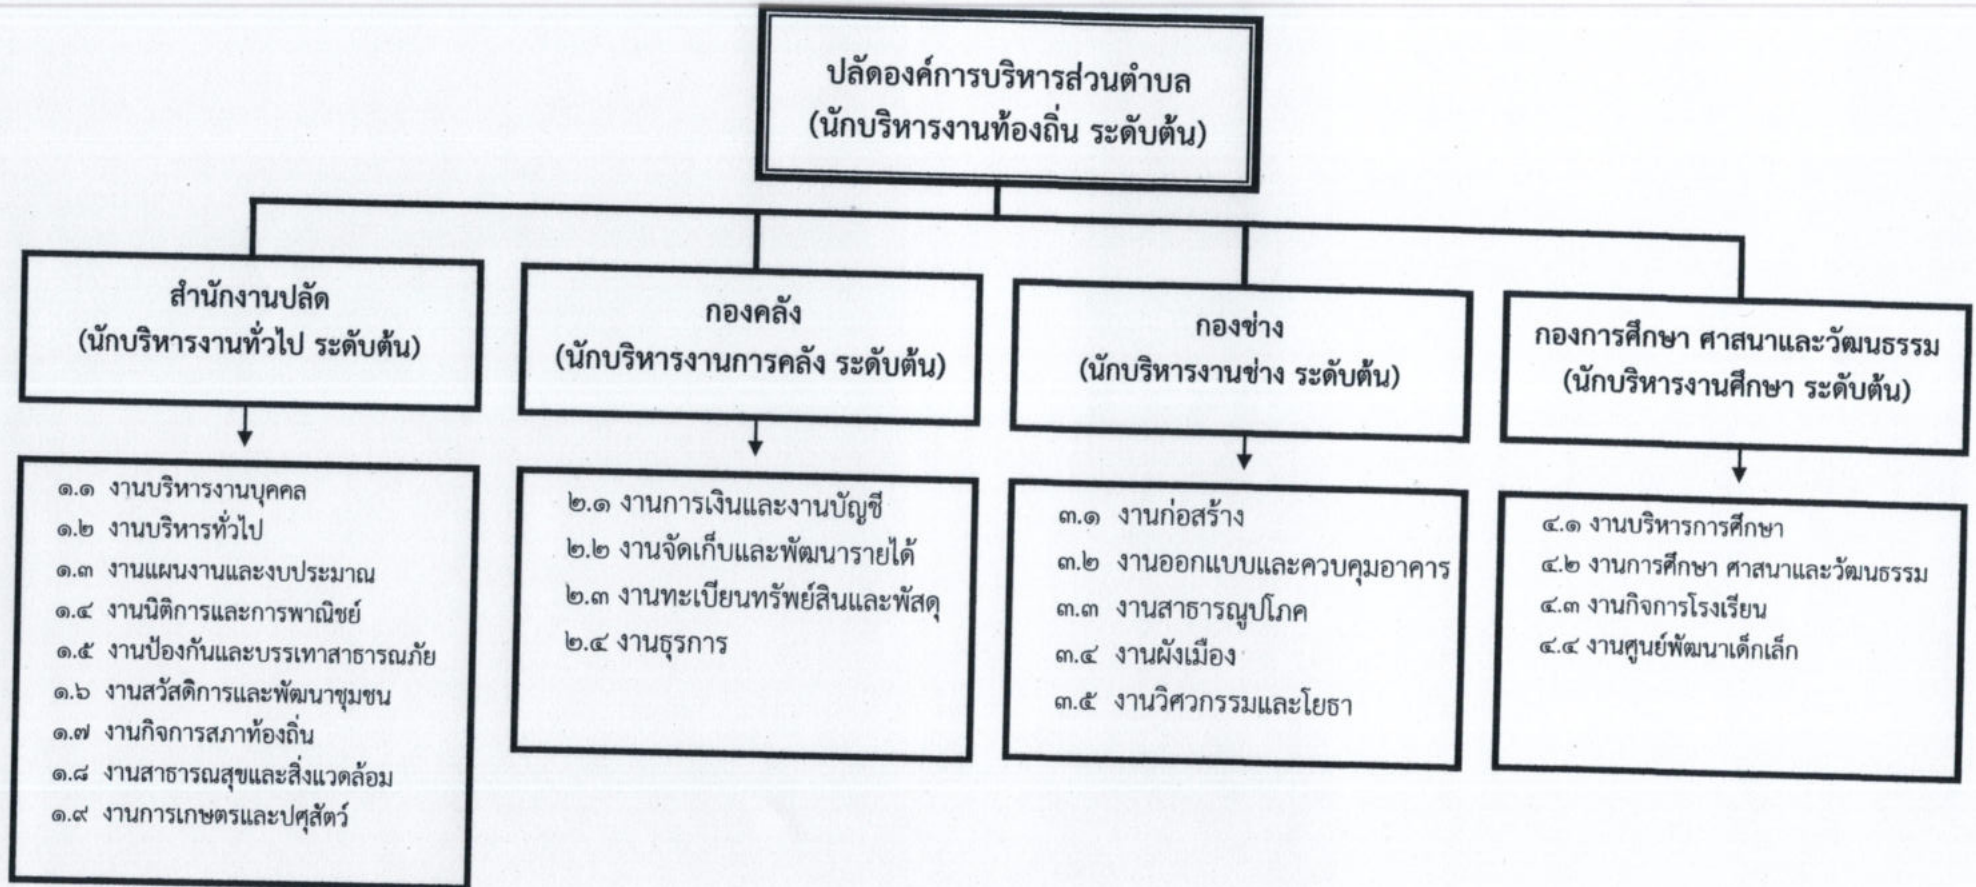 ปลัดองค์การบริหารส่วนตำบล
(นักบริหารงานท้องถิ่น ระดับต้น)
สำนักงานปลัด
(นักบริหารงานทั่วไป ระดับต้น)
๑.๑ งานบริหารงานบุคคล
๑.๒ งานบริหารทั่วไป
๑.๓ งานแผนงานและงบประมาณ
๑.๔ งานนิติการและการพาณิชย์
๑.๕ งานป้องกันและบรรเทาสาธารณภัย
๑.๖ งานสวัสดิการและพัฒนาชุมชน
๑.๗ งานกิจการสภาท้องถิ่น
๑.๘ งานสาธารณสุขและสิ่งแวดล้อม
๑.๙ งานการเกษตรและปศุสัตว์
กองคลัง
(นักบริหารงานการคลัง ระดับต้น)
๒.๑ งานการเงินและงานบัญชี
๒.๒ งานจัดเก็บและพัฒนารายได้
๒.๓ งานทะเบียนทรัพย์สินและพัสดุ
๒.๔ งานธุรการ
กองช่าง
(นักบริหารงานช่าง ระดับต้น)
๓.๑ งานก่อสร้าง
๓.๒ งานออกแบบและควบคุมอาคาร
๓.๓ งานสาธารณูปโภค
๓.๔ งานผังเมือง
๓.๕ งานวิศวกรรมและโยธา
กองการศึกษา ศาสนาและวัฒนธรรม
(นักบริหารงานศึกษา ระดับต้น)
๔.๑ งานบริหารการศึกษา
๔.๒ งานการศึกษา ศาสนาและวัฒนธรรม
๔.๓ งานกิจการโรงเรียน
๔.๔ งานศูนย์พัฒนาเด็กเล็ก